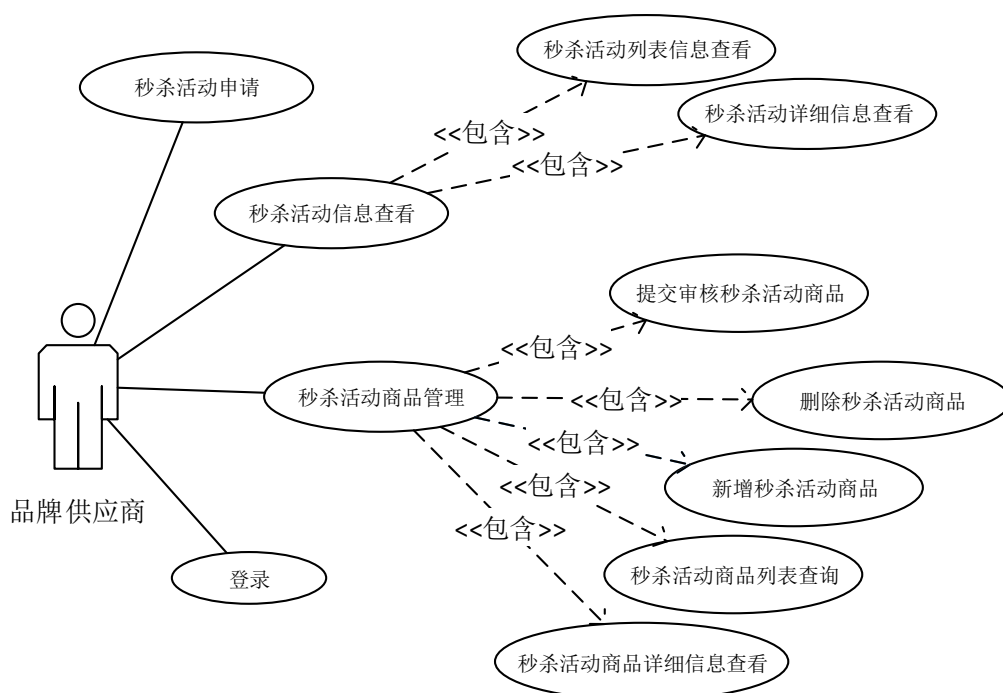 秒杀活动列表信息查看
秒杀活动申请
秒杀活动详细信息查看
<<包含>>
<<包含>>
秒杀活动信息查看
提交审核秒杀活动商品
<<包含>>
秒杀活动商品管理
<<包含>>
删除秒杀活动商品
<<包含>>
新增秒杀活动商品
<<包含>>
品牌供应商
<<包含>>
登录
秒杀活动商品列表查询
秒杀活动商品详细信息查看